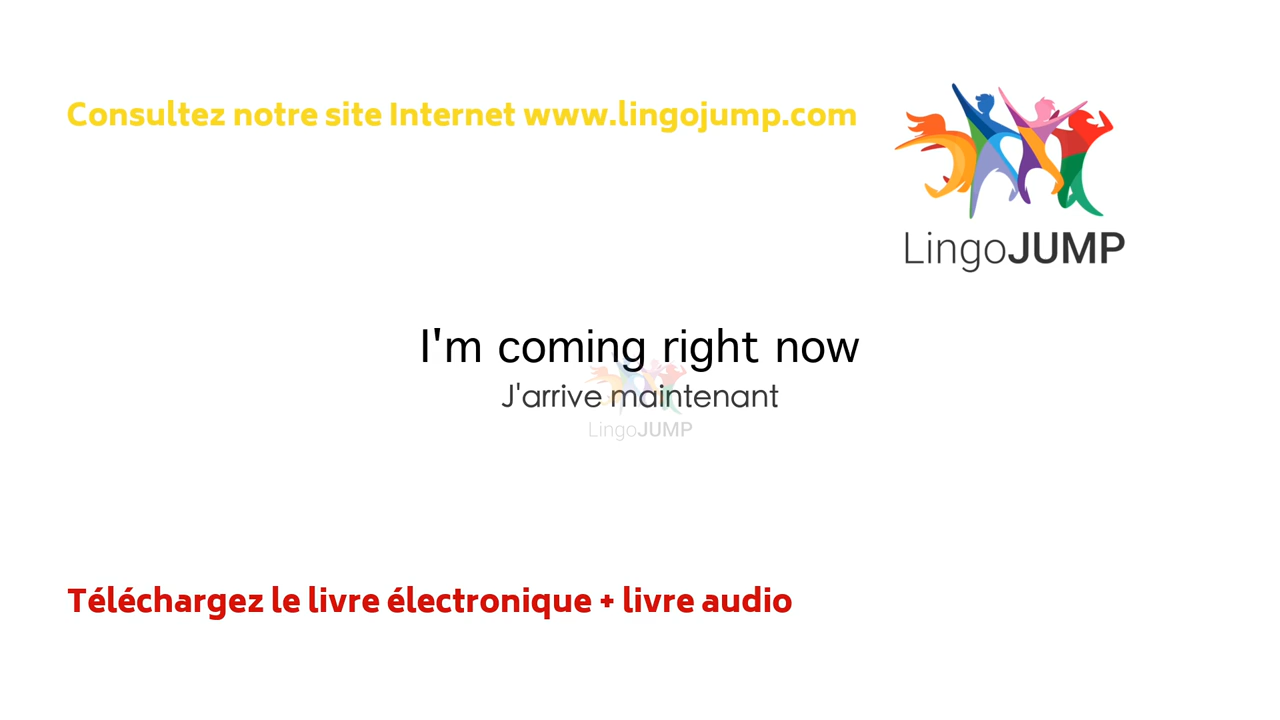 Consultez notre site Internet www.lingojump.com
LingoJUMP
I'm coming right now
J'arrive maintenant
LingoJUMP
Téléchargez le livre électronique + livre audio